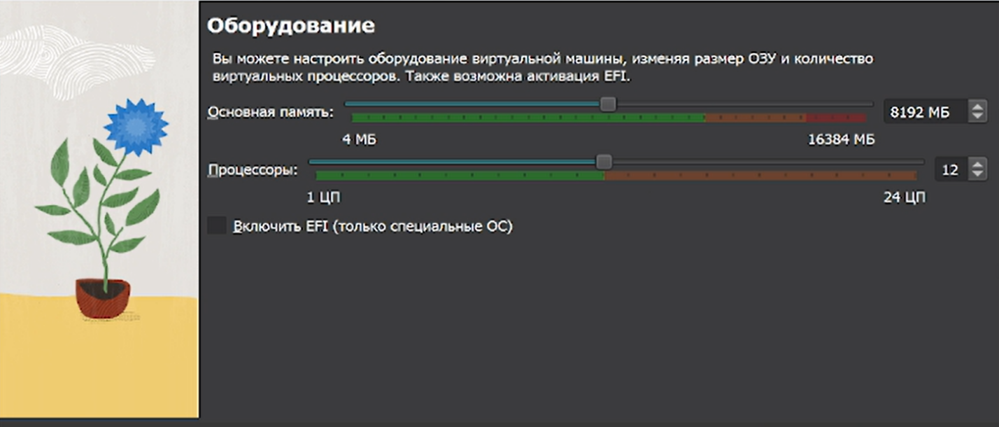 Оборудование
Вы можете настроить оборудование виртуальной машины, изменяя размер ОЗУ и количество
виртуальных процессоров. Также возможна активация EFI.
Основная память: 8192 МБ
4 МБ 16384 МБ
Процессоры: 12
1 ЦП 24 ЦП
Включить EFI (только специальные ОС)